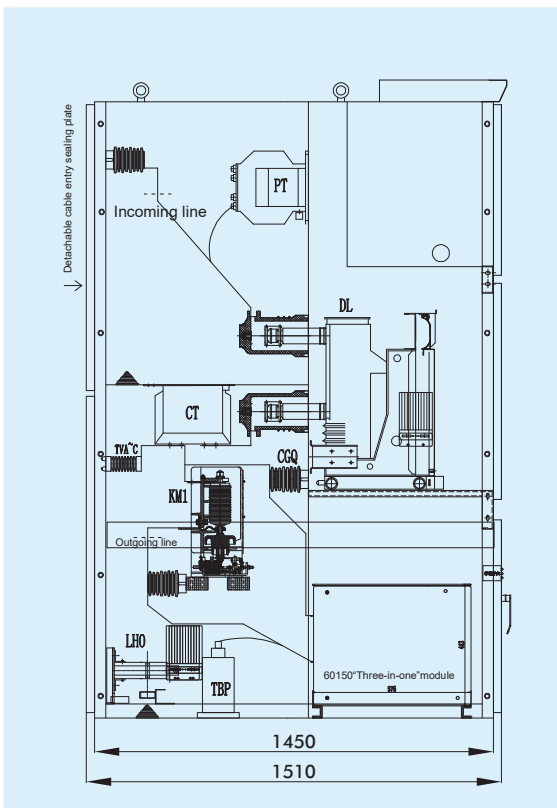 Detachable cable entry sealing plate
Incoming line
PT
DL
CT
TVA~C
CGQ
KM1
Outgoing line
LHO
TBP
60150"Three-in-one"module
1450
1510